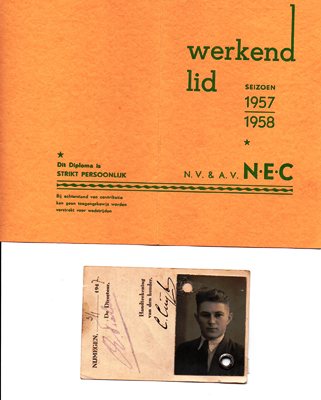 werkend
lid
SEIZOEN
1957
1958
Dit Diploma is
STRIKT PERSOONLIJK
N. V. & A. V. N·E·C
Bij achterstand van contributie
kan geen toegangsbewijs worden
verstrekt voor wedstrijden
NIJMEGEN, 194
De Directeur,
Handteekening
van den houder,